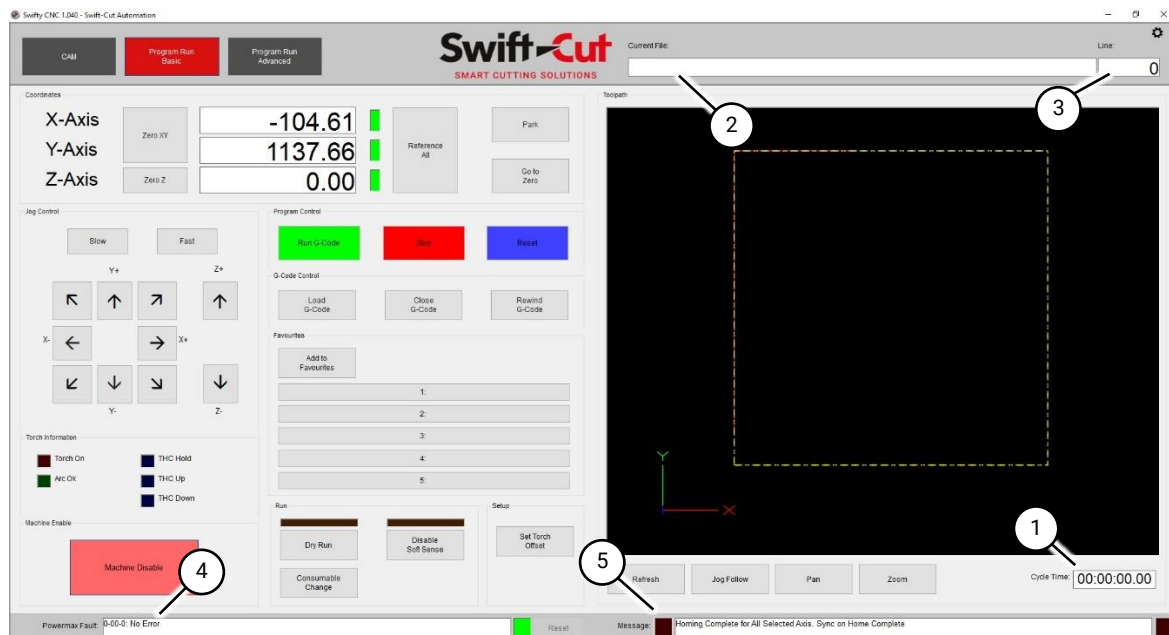 Swifty CNC 1.040 - Swift-Cut Automation
CAM
Program Run
Basic
Program Run
Advanced
Swift-Cut
SMART CUTTING SOLUTIONS
Current File:
Line:
0
2
3
Coordinates
X-Axis
Y-Axis
Z-Axis
Zero XY
Zero Z
-104.61
1137.66
0.00
Reference
All
Park
Go to
Zero
Toolpath
Jog Control
Slow
Fast
Y+
Z+
X-
X+
Y-
Z-
Program Control
Run G-Code
Stop
Reset
G-Code Control
Load
G-Code
Close
G-Code
Rewind
G-Code
Favourites
Add to
Favourites
1:
2:
3:
4:
5:
Torch Information
Torch On
Arc Ok
THC Hold
THC Up
THC Down
Machine Enable
Machine Disable
4
Run
Dry Run
Disable
Soft Sense
Consumable
Change
Setup
Set Torch
Offset
Y
X
1
5
Refresh
Jog Follow
Pan
Zoom
Cycle Time:
00:00:00.00
Powermax Fault:
0-00-0: No Error
Reset
Message:
Homing Complete for All Selected Axis. Sync on Home Complete